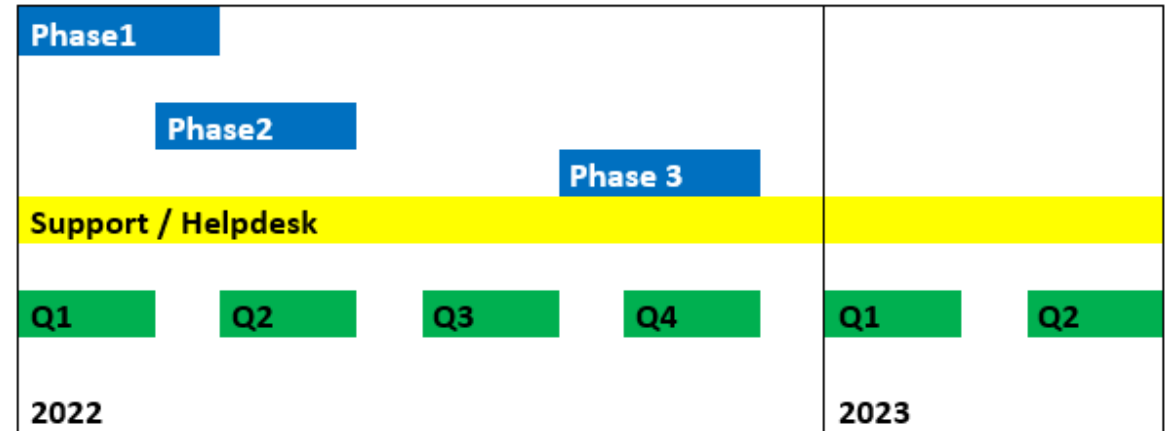 Phase1
Phase2
Phase 3
Support / Helpdesk
Q1 Q2 Q3 Q4 Q1 Q2
2022 2023